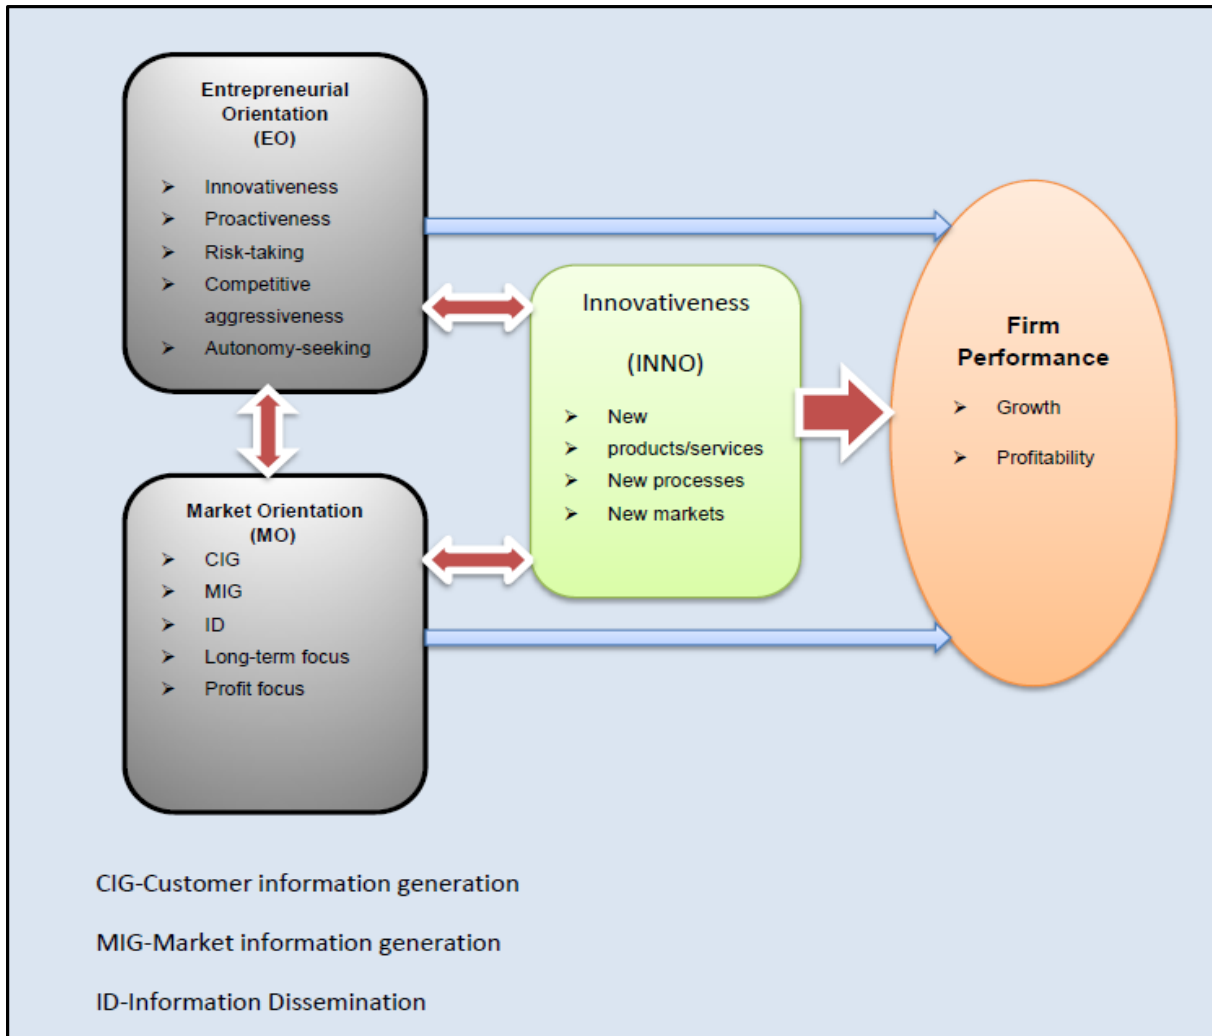 Entrepreneurial
Orientation
(EO)
➢ Innovativeness
➢ Proactiveness
➢ Risk-taking
➢ Competitive
aggressiveness
➢ Autonomy-seeking
Market Orientation
(MO)
➢ CIG
➢ MIG
➢ ID
➢ Long-term focus
➢ Profit focus
Innovativeness
(INNO)
➢ New
➢ products/services
➢ New processes
➢ New markets
Firm
Performance
➢ Growth
➢ Profitability
CIG-Customer information generation
MIG-Market information generation
ID-Information Dissemination